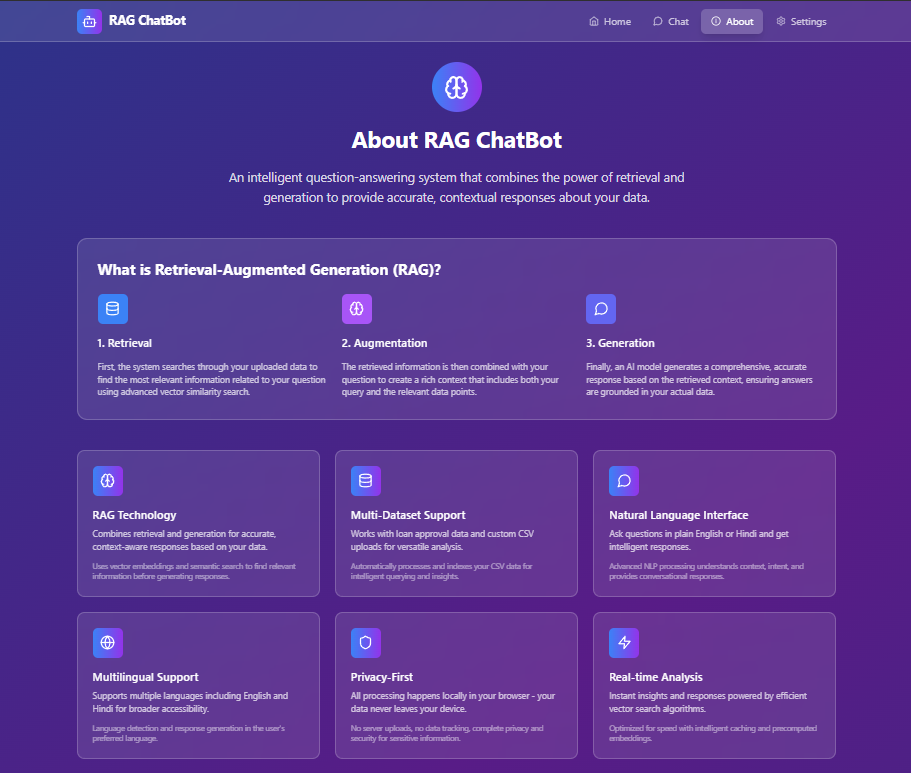 RAG ChatBot
Home
Chat
About
Settings
About RAG ChatBot
An intelligent question-answering system that combines the power of retrieval and
generation to provide accurate, contextual responses about your data.
What is Retrieval-Augmented Generation (RAG)?
1. Retrieval
First, the system searches through your uploaded data to
find the most relevant information related to your question
using advanced vector similarity search.
2. Augmentation
The retrieved information is then combined with your
question to create a rich context that includes both your
query and the relevant data points.
3. Generation
Finally, an AI model generates a comprehensive, accurate
response based on the retrieved context, ensuring answers
are grounded in your actual data.
RAG Technology
Combines retrieval and generation for accurate,
context-aware responses based on your data.
Uses vector embeddings and semantic search to find relevant
information before generating responses.
Multi-Dataset Support
Works with loan approval data and custom CSV
uploads for versatile analysis.
Automatically processes and indexes your CSV data for
intelligent querying and insights.
Natural Language Interface
Ask questions in plain English or Hindi and get
intelligent responses.
Advanced NLP processing understands context, intent, and
provides conversational responses.
Multilingual Support
Supports multiple languages including English and
Hindi for broader accessibility.
Language detection and response generation in the user's
preferred language.
Privacy-First
All processing happens locally in your browser - your
data never leaves your device.
No server uploads, no data tracking, complete privacy and
security for sensitive information.
Real-time Analysis
Instant insights and responses powered by efficient
vector search algorithms.
Optimized for speed with intelligent caching and precomputed
embeddings.